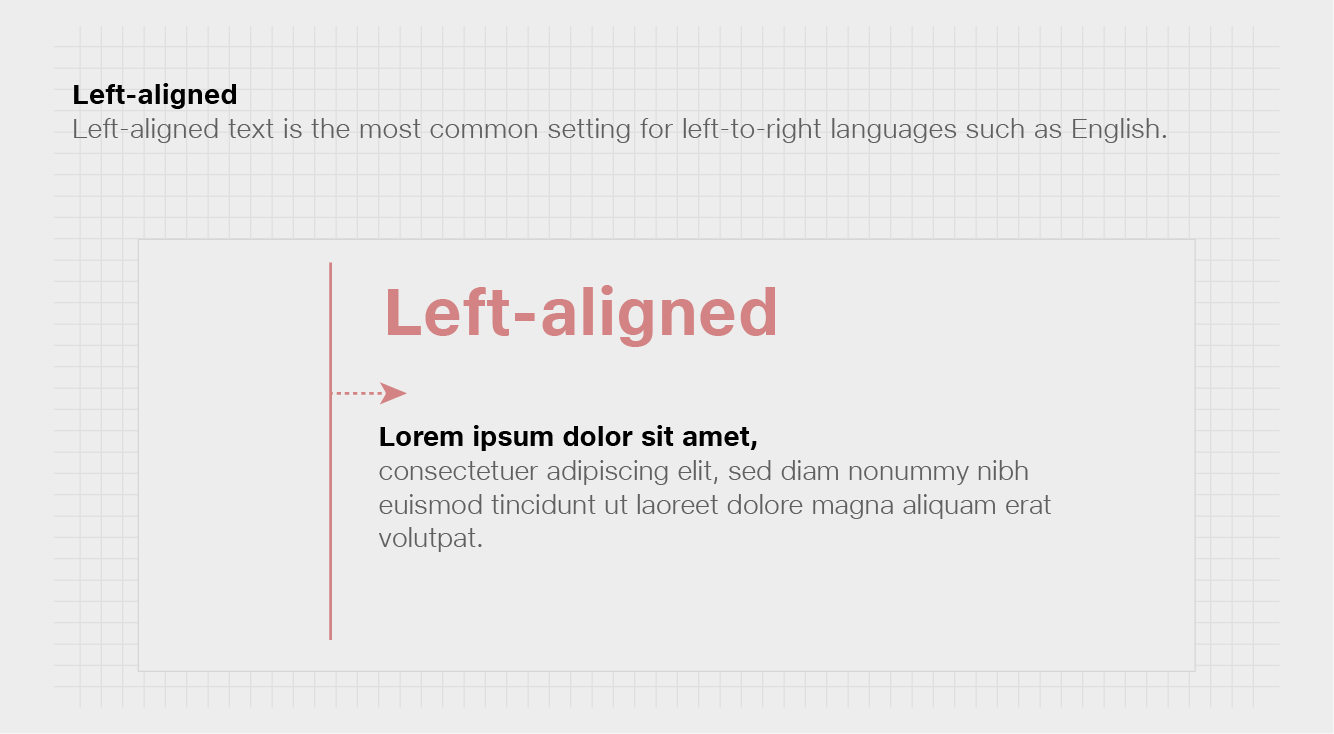 Left-aligned
Left-aligned text is the most common setting for left-to-right languages such as English.
Left-aligned
Lorem ipsum dolor sit amet,
consectetuer adipiscing elit, sed diam nonummy nibh
euismod tincidunt ut laoreet dolore magna aliquam erat
volutpat.